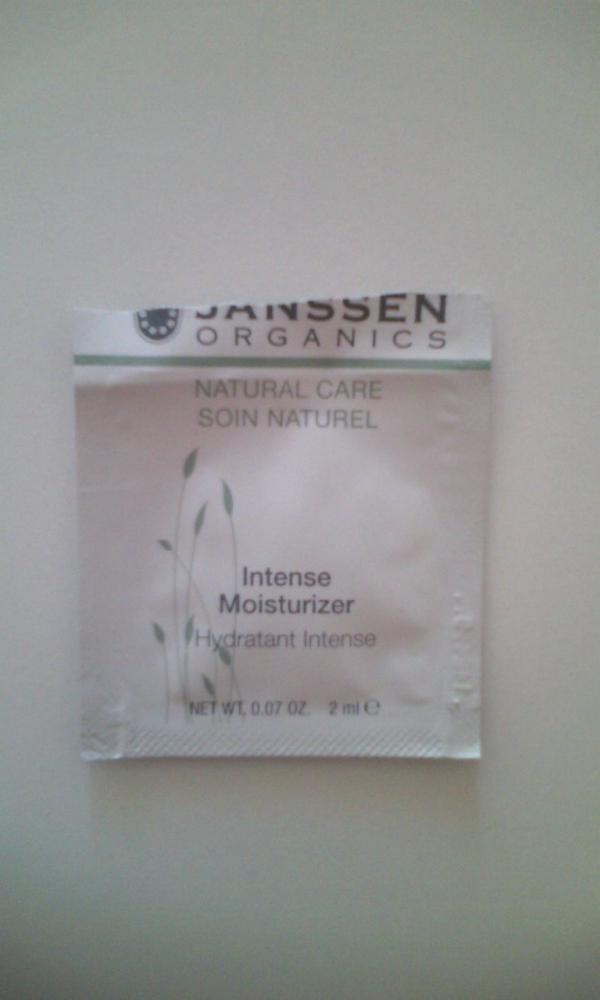 JANSSEN
ORGANICS
NATURAL CARE
SOIN NATUREL
Intense
Moisturizer
Hydratant Intense
NET WT. 0.07 OZ. 2 ml ℮